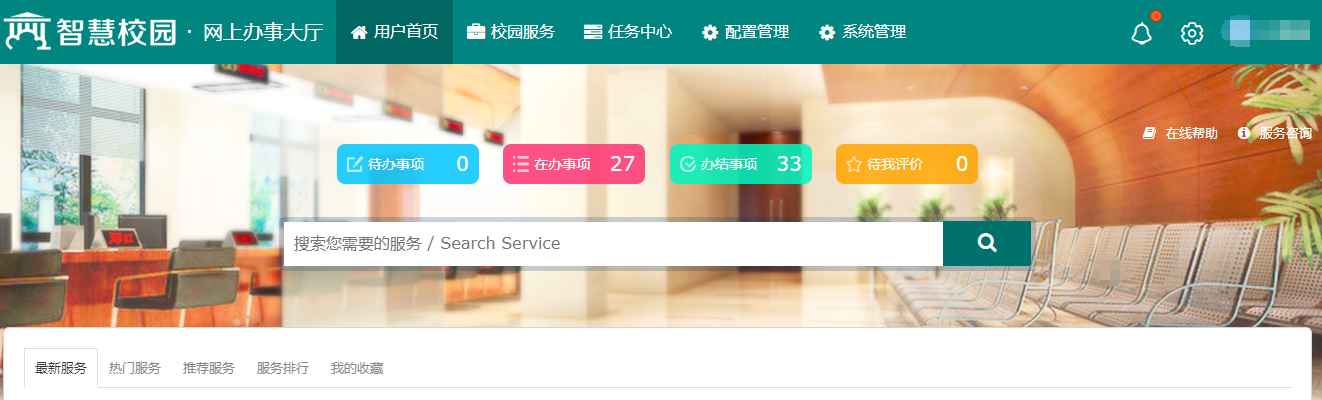 智慧校园 · 网上办事大厅 用户首页 校园服务 任务中心 配置管理 系统管理
在线帮助 服务咨询
待办事项 0 在办事项 27 办结事项 33 待我评价 0
搜索您需要的服务 / Search Service
最新服务 热门服务 推荐服务 服务排行 我的收藏